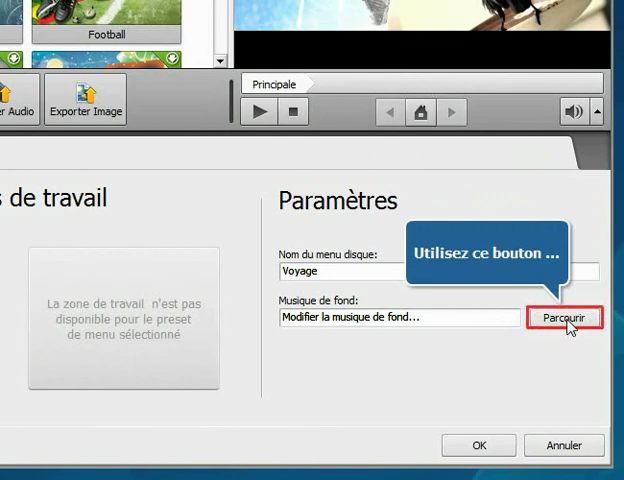 Football
Audio
Exporter Image
Principale
de travail
Paramètres
Utilisez ce bouton ...
Nom du menu disque:
Voyage
La zone de travail n'est pas
disponible pour le preset
de menu sélectionné
Musique de fond:
Modifier la musique de fond...
Parcourir
OK
Annuler